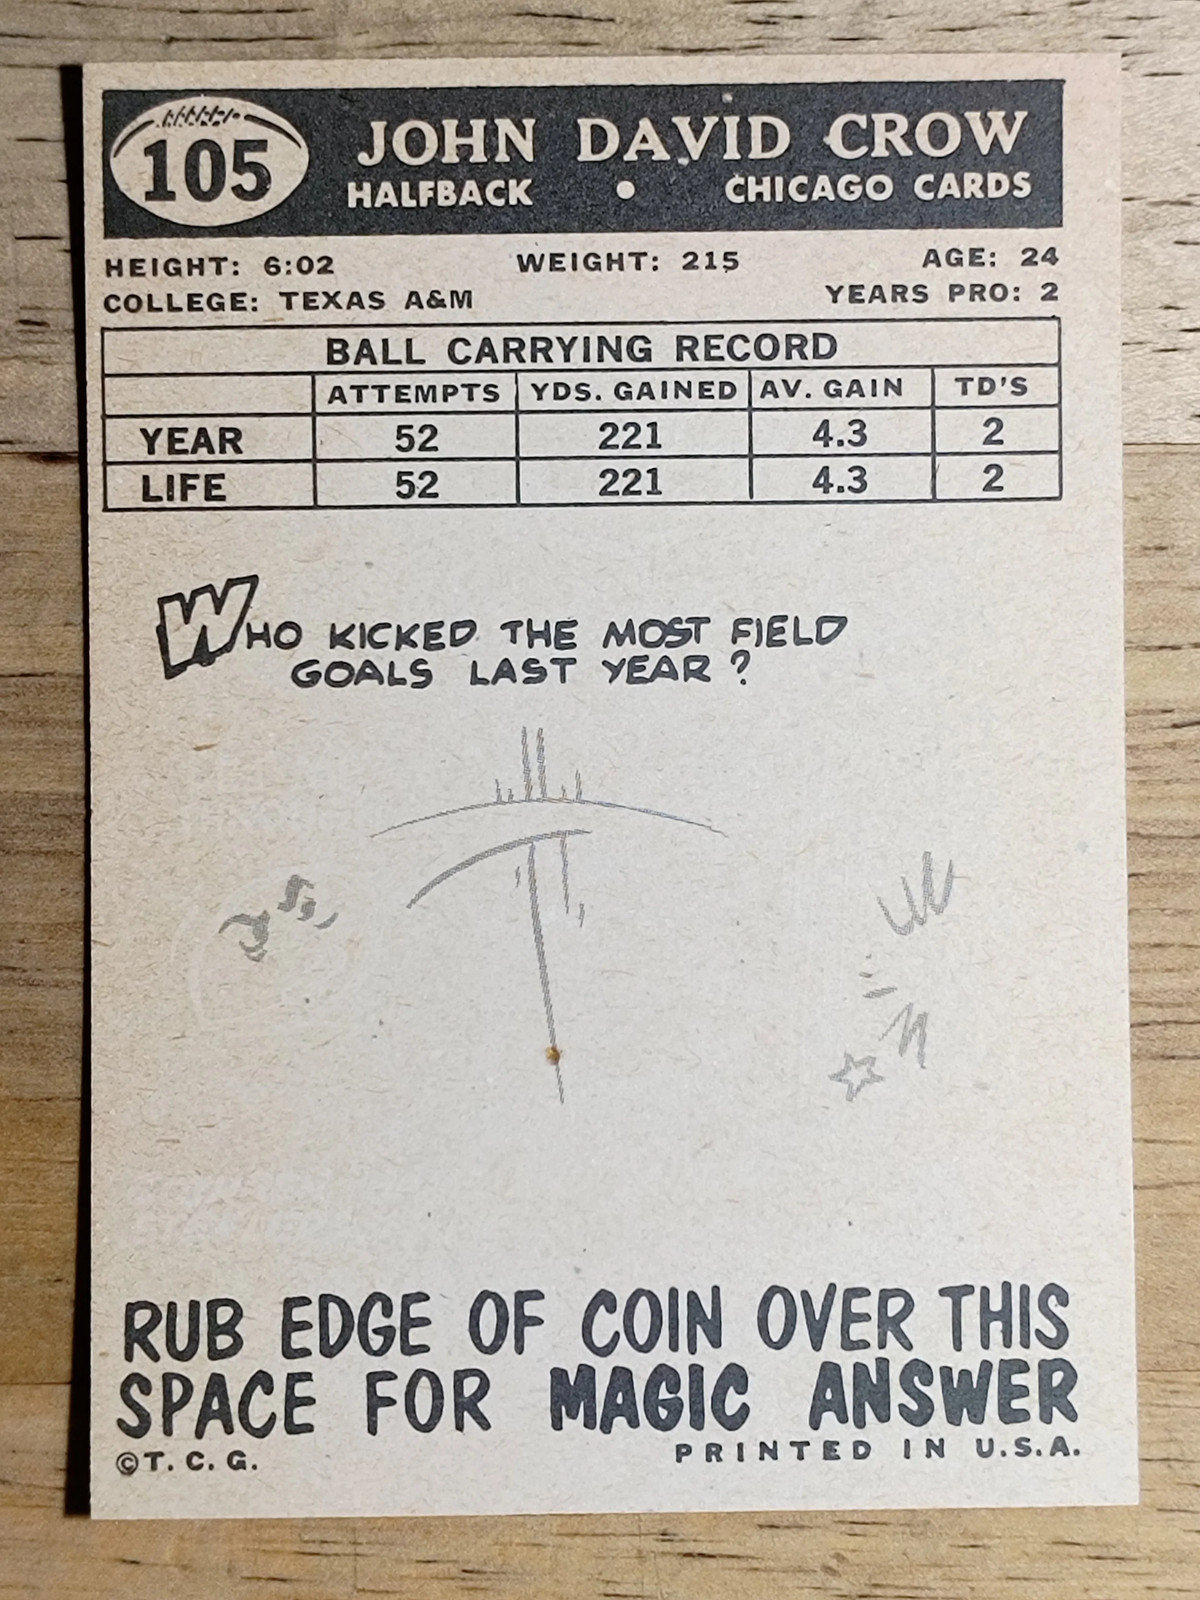 105
JOHN DAVID CROW
HALFBACK • CHICAGO CARDS
HEIGHT: 6:02 WEIGHT: 215 AGE: 24
COLLEGE: TEXAS A&M YEARS PRO: 2
BALL CARRYING RECORD
ATTEMPTS YDS. GAINED AV. GAIN TD'S
YEAR 52 221 4.3 2
LIFE 52 221 4.3 2
WHO KICKED THE MOST FIELD
GOALS LAST YEAR?
RUB EDGE OF COIN OVER THIS
SPACE FOR MAGIC ANSWER
©T. C. G. PRINTED IN U.S.A.